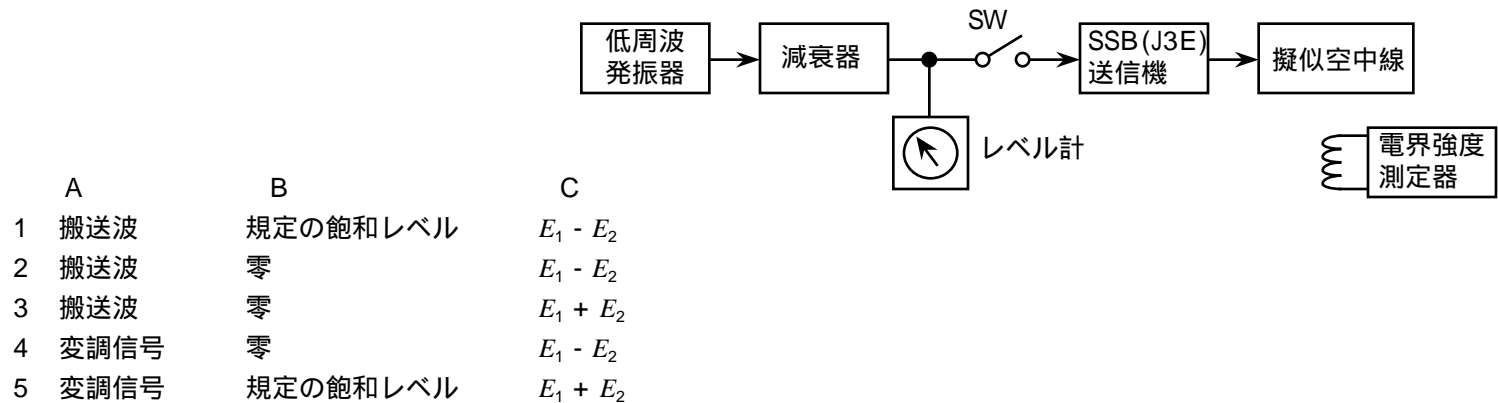 SW
低周波
発振器
減衰器
SSB(J3E)
送信機
擬似空中線
レベル計
電界強度
測定器
A B C
1 搬送波 規定の飽和レベル E₁ - E₂
2 搬送波 零 E₁ - E₂
3 搬送波 零 E₁ + E₂
4 変調信号 零 E₁ - E₂
5 変調信号 規定の飽和レベル E₁ + E₂